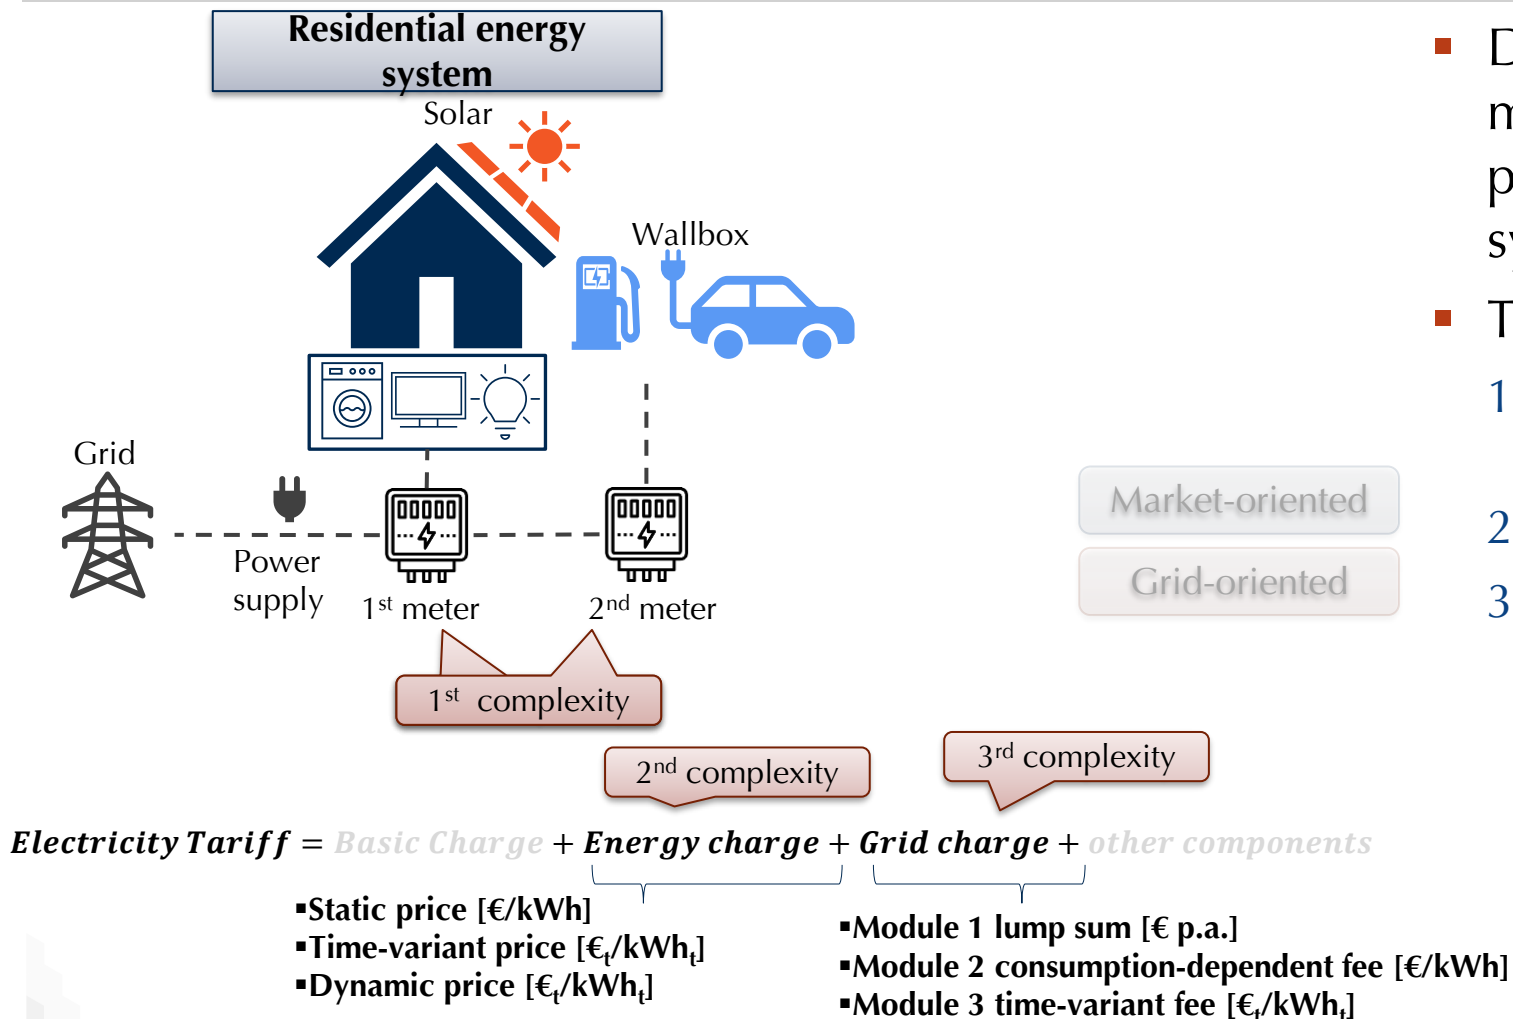 Residential energy
system
Solar
Wallbox
Grid
Power
supply
1st meter
2nd meter
1st complexity
2nd complexity
3rd complexity
Market-oriented
Grid-oriented
Electricity Tariff = Basic Charge + Energy charge + Grid charge + other components
▪Static price [€/kWh]
▪Time-variant price [€t/kWht]
▪Dynamic price [€t/kWht]
▪Module 1 lump sum [€ p.a.]
▪Module 2 consumption-dependent fee [€/kWh]
▪Module 3 time-variant fee [€t/kWht]
1
2
3